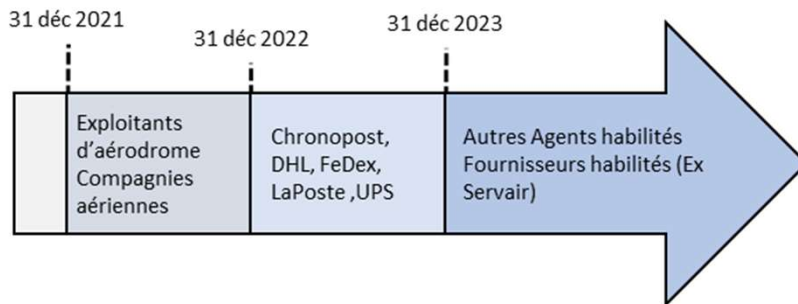 31 déc 2021
31 déc 2022
31 déc 2023
Exploitants
d'aérodrome
Compagnies
aériennes
Chronopost,
DHL, FeDex,
LaPoste ,UPS
Autres Agents habilités
Fournisseurs habilités (Ex
Servair)